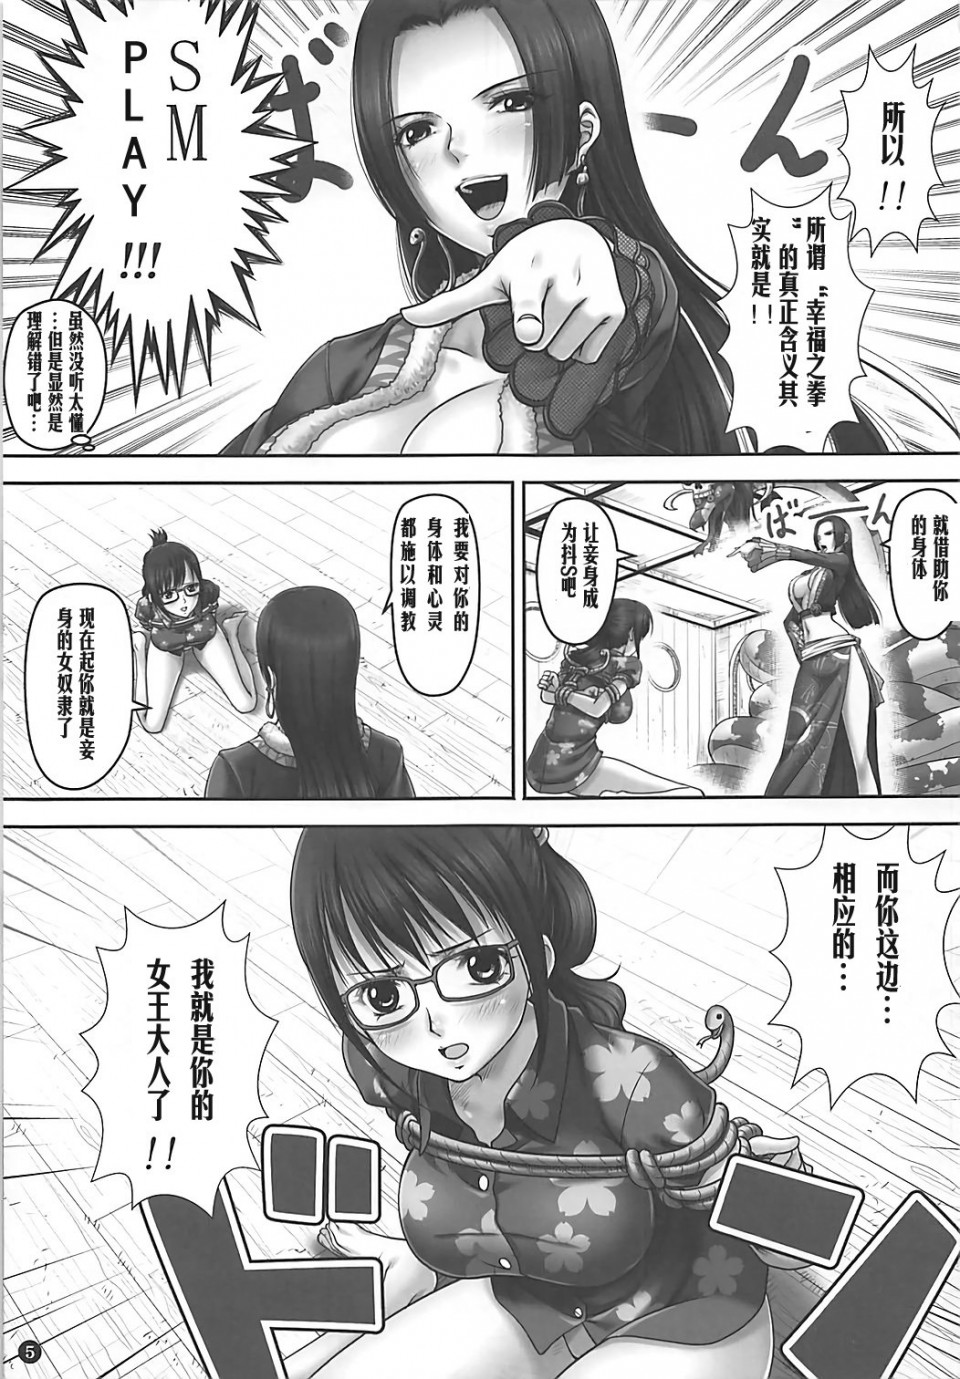 所以!!
所谓“幸福之拳
”的真正含义其
实就是!!
ばーん
SM
PLAY!!!
虽然没听太懂
…但是显然是
理解错了吧…
就借助你
的身体
ばーん
让妾身成
为抖S吧
我要对你的
身体和心灵
都施以调教
现在起你就是妾
身的女奴隶了
而你这边…
相应的…
我就是你的
女王大人了!!
ドーン
5